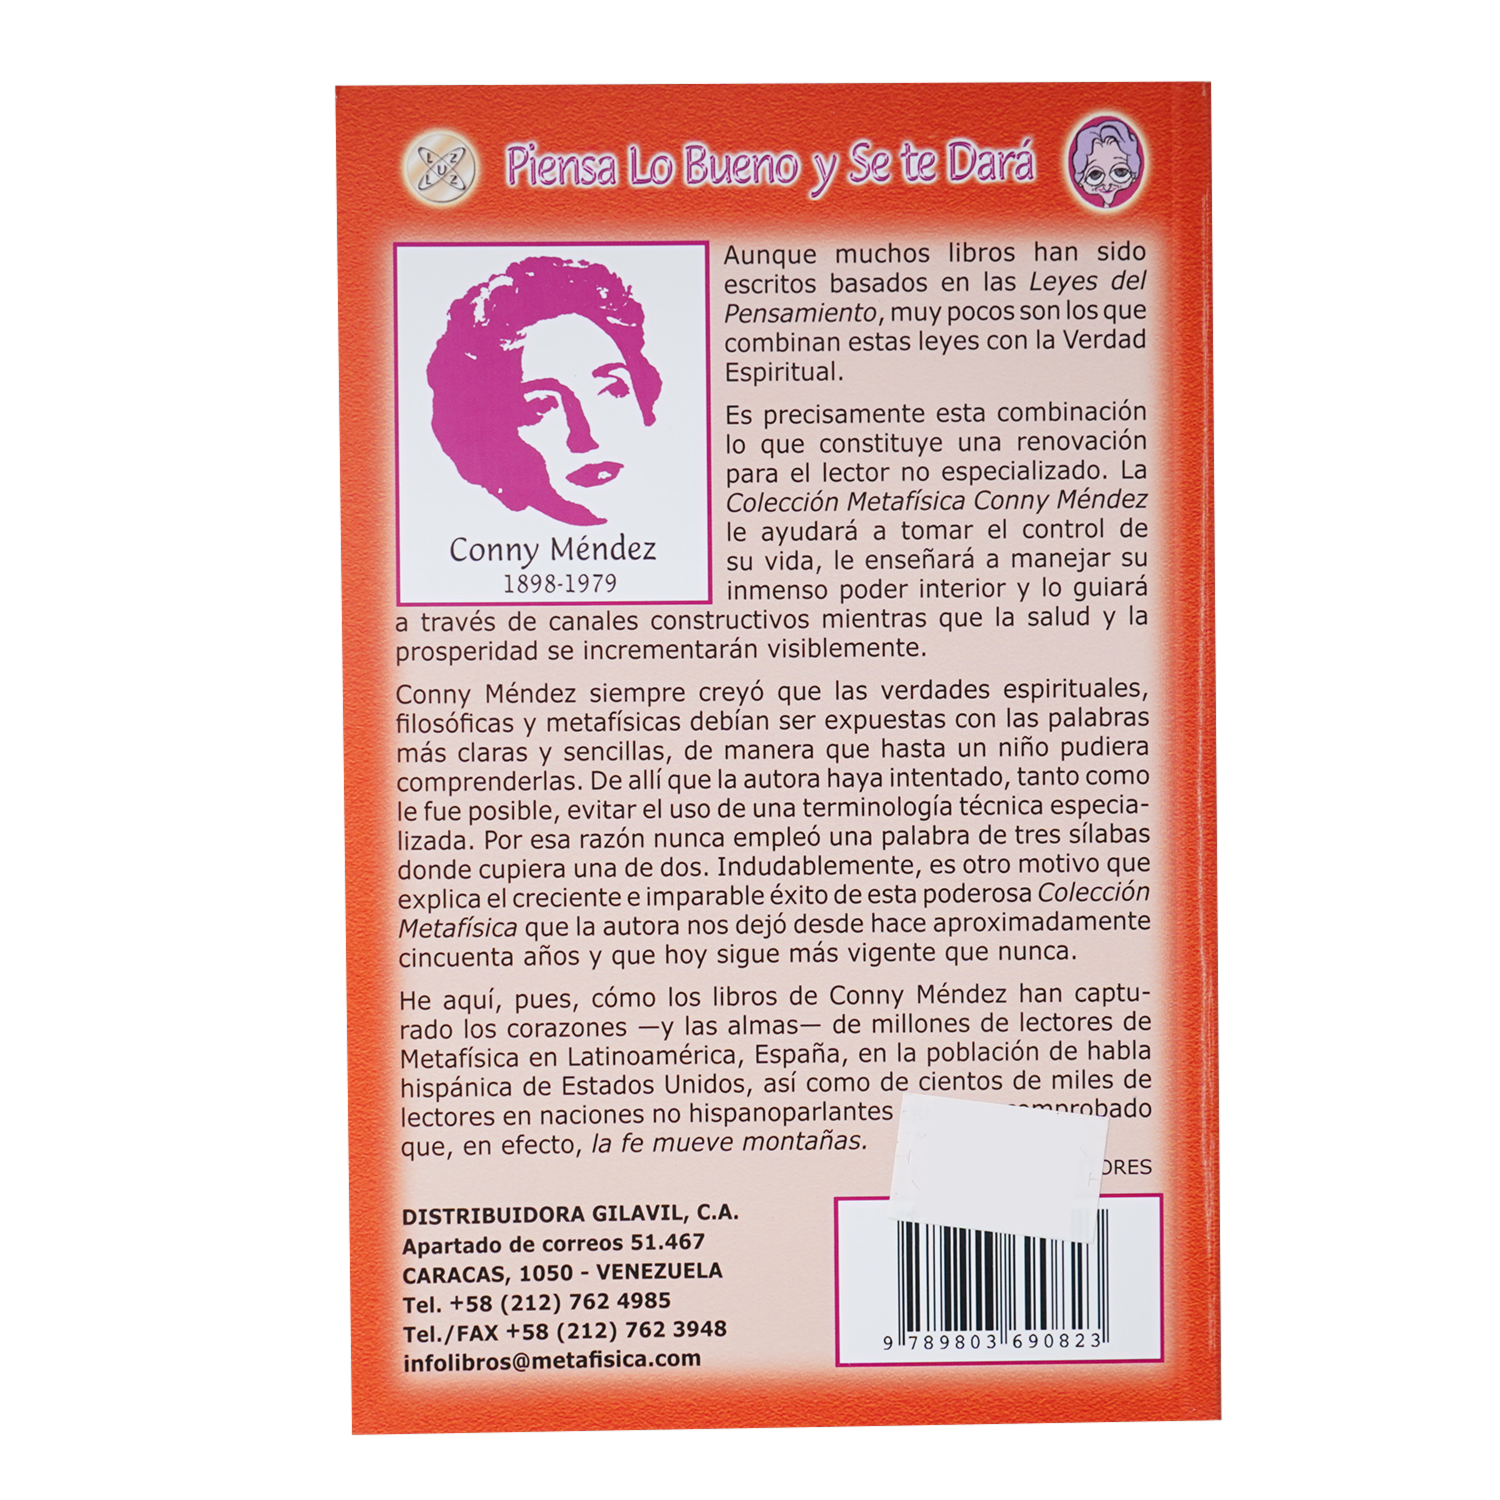 LUZ
LUZ
Piensa Lo Bueno y Se te Dará
Conny Méndez
1898-1979
Aunque muchos libros han sido
escritos basados en las Leyes del
Pensamiento, muy pocos son los que
combinan estas leyes con la Verdad
Espiritual.
Es precisamente esta combinación
lo que constituye una renovación
para el lector no especializado. La
Colección Metafísica Conny Méndez
le ayudará a tomar el control de
su vida, le enseñará a manejar su
inmenso poder interior y lo guiará
a través de canales constructivos mientras que la salud y la
prosperidad se incrementarán visiblemente.
Conny Méndez siempre creyó que las verdades espirituales,
filosóficas y metafísicas debían ser expuestas con las palabras
más claras y sencillas, de manera que hasta un niño pudiera
comprenderlas. De allí que la autora haya intentado, tanto como
le fue posible, evitar el uso de una terminología técnica especia-
lizada. Por esa razón nunca empleó una palabra de tres sílabas
donde cupiera una de dos. Indudablemente, es otro motivo que
explica el creciente e imparable éxito de esta poderosa Colección
Metafísica que la autora nos dejó desde hace aproximadamente
cincuenta años y que hoy sigue más vigente que nunca.
He aquí, pues, cómo los libros de Conny Méndez han captu-
rado los corazones —y las almas— de millones de lectores de
Metafísica en Latinoamérica, España, en la población de habla
hispánica de Estados Unidos, así como de cientos de miles de
lectores en naciones no hispanoparlantes comprobado
que, en efecto, la fe mueve montañas.
DISTRIBUIDORA GILAVIL, C.A.
Apartado de correos 51.467
CARACAS, 1050 - VENEZUELA
Tel. +58 (212) 762 4985
Tel./FAX +58 (212) 762 3948
infolibros@metafisica.com
9 789803 690823